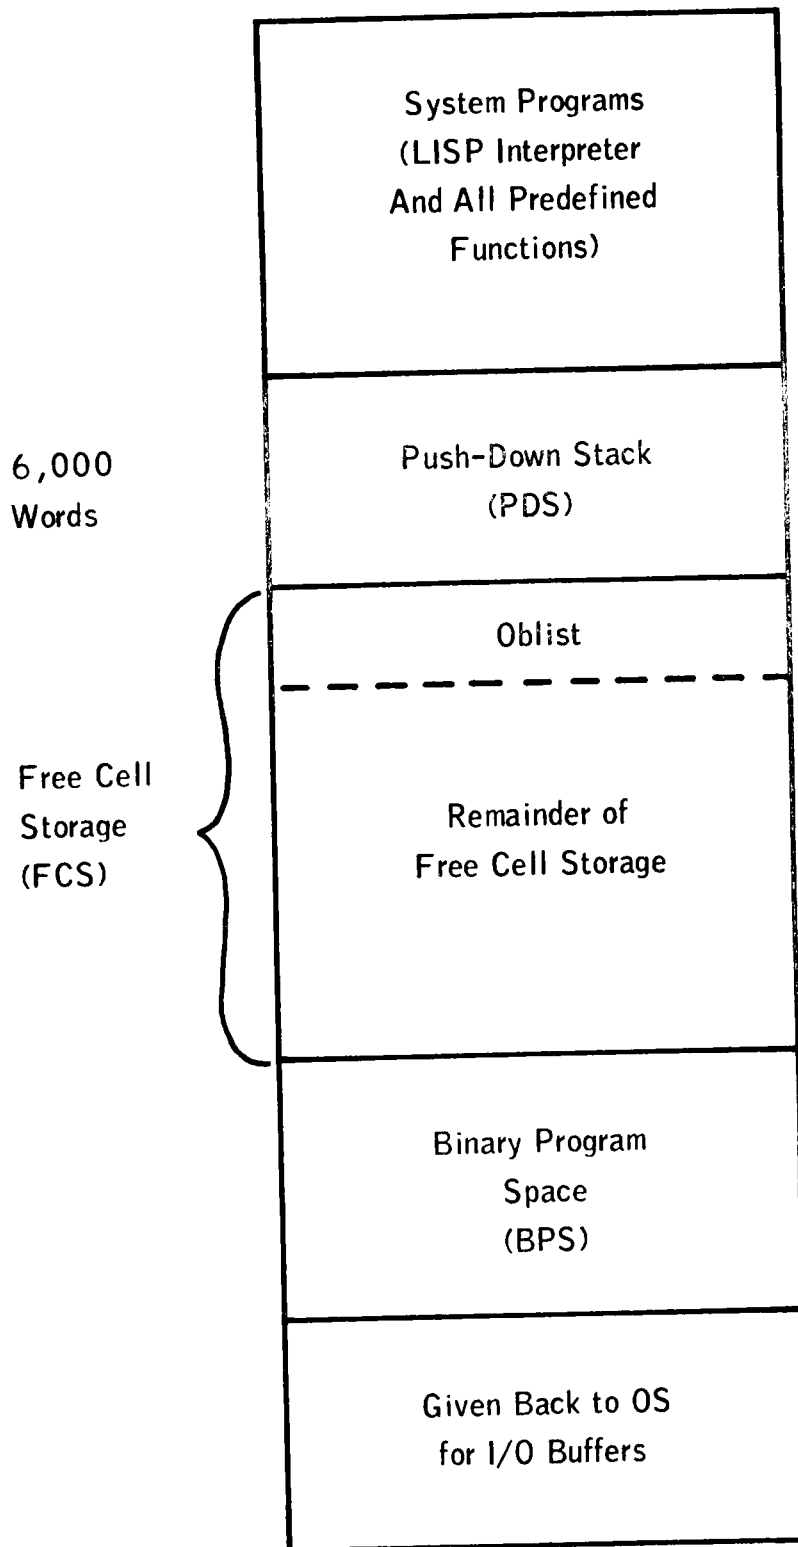 System Programs
(LISP Interpreter
And All Predefined
Functions)
6,000
Words
Push-Down Stack
(PDS)
Oblist
Free Cell
Storage
(FCS)
Remainder of
Free Cell Storage
Binary Program
Space
(BPS)
Given Back to OS
for I/O Buffers